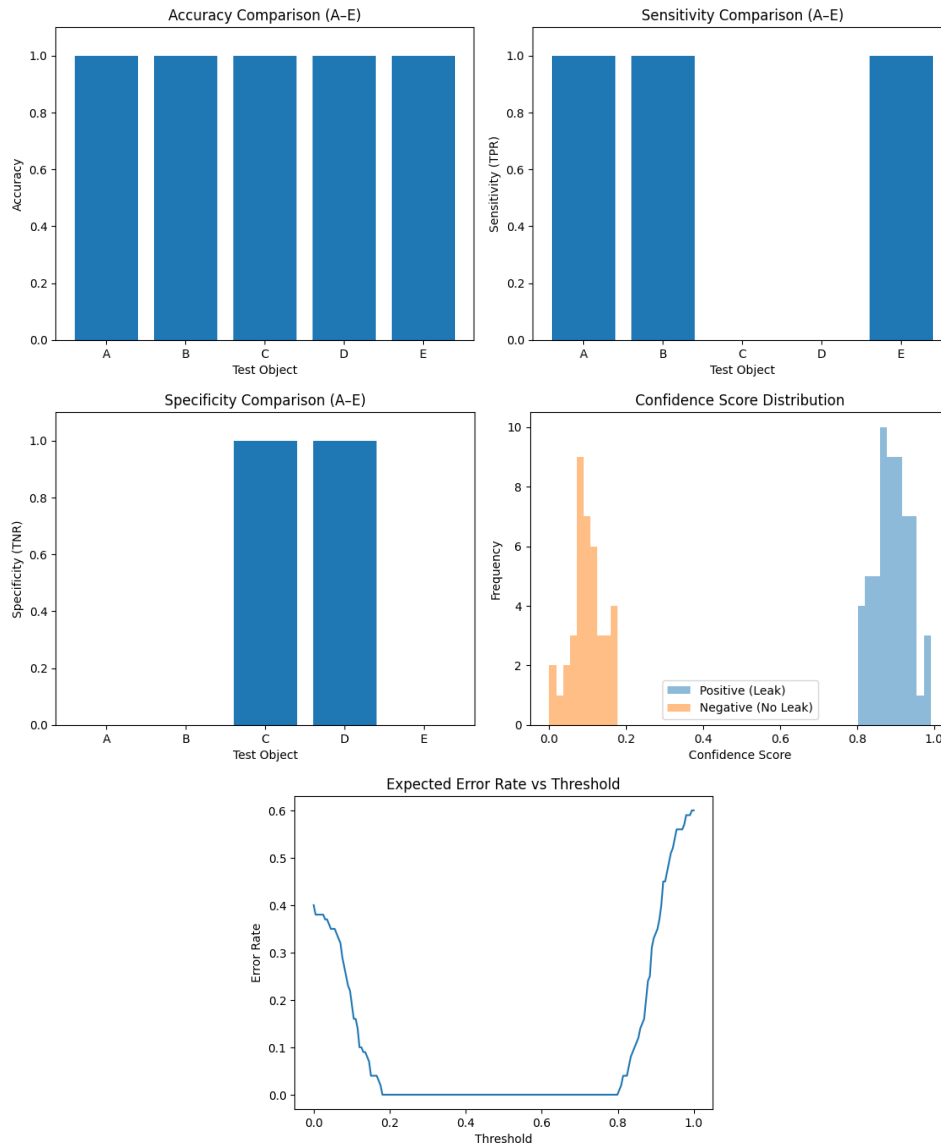 Accuracy Comparison (A–E)
Accuracy
1.0
0.8
0.6
0.4
0.2
0.0
A B C D E
Test Object
Sensitivity Comparison (A–E)
Sensitivity (TPR)
1.0
0.8
0.6
0.4
0.2
0.0
A B C D E
Test Object
Specificity Comparison (A–E)
Specificity (TNR)
1.0
0.8
0.6
0.4
0.2
0.0
A B C D E
Test Object
Confidence Score Distribution
Frequency
10
8
6
4
2
0
Positive (Leak)
Negative (No Leak)
0.0 0.2 0.4 0.6 0.8 1.0
Confidence Score
Expected Error Rate vs Threshold
Error Rate
0.6
0.5
0.4
0.3
0.2
0.1
0.0
0.0 0.2 0.4 0.6 0.8 1.0
Threshold